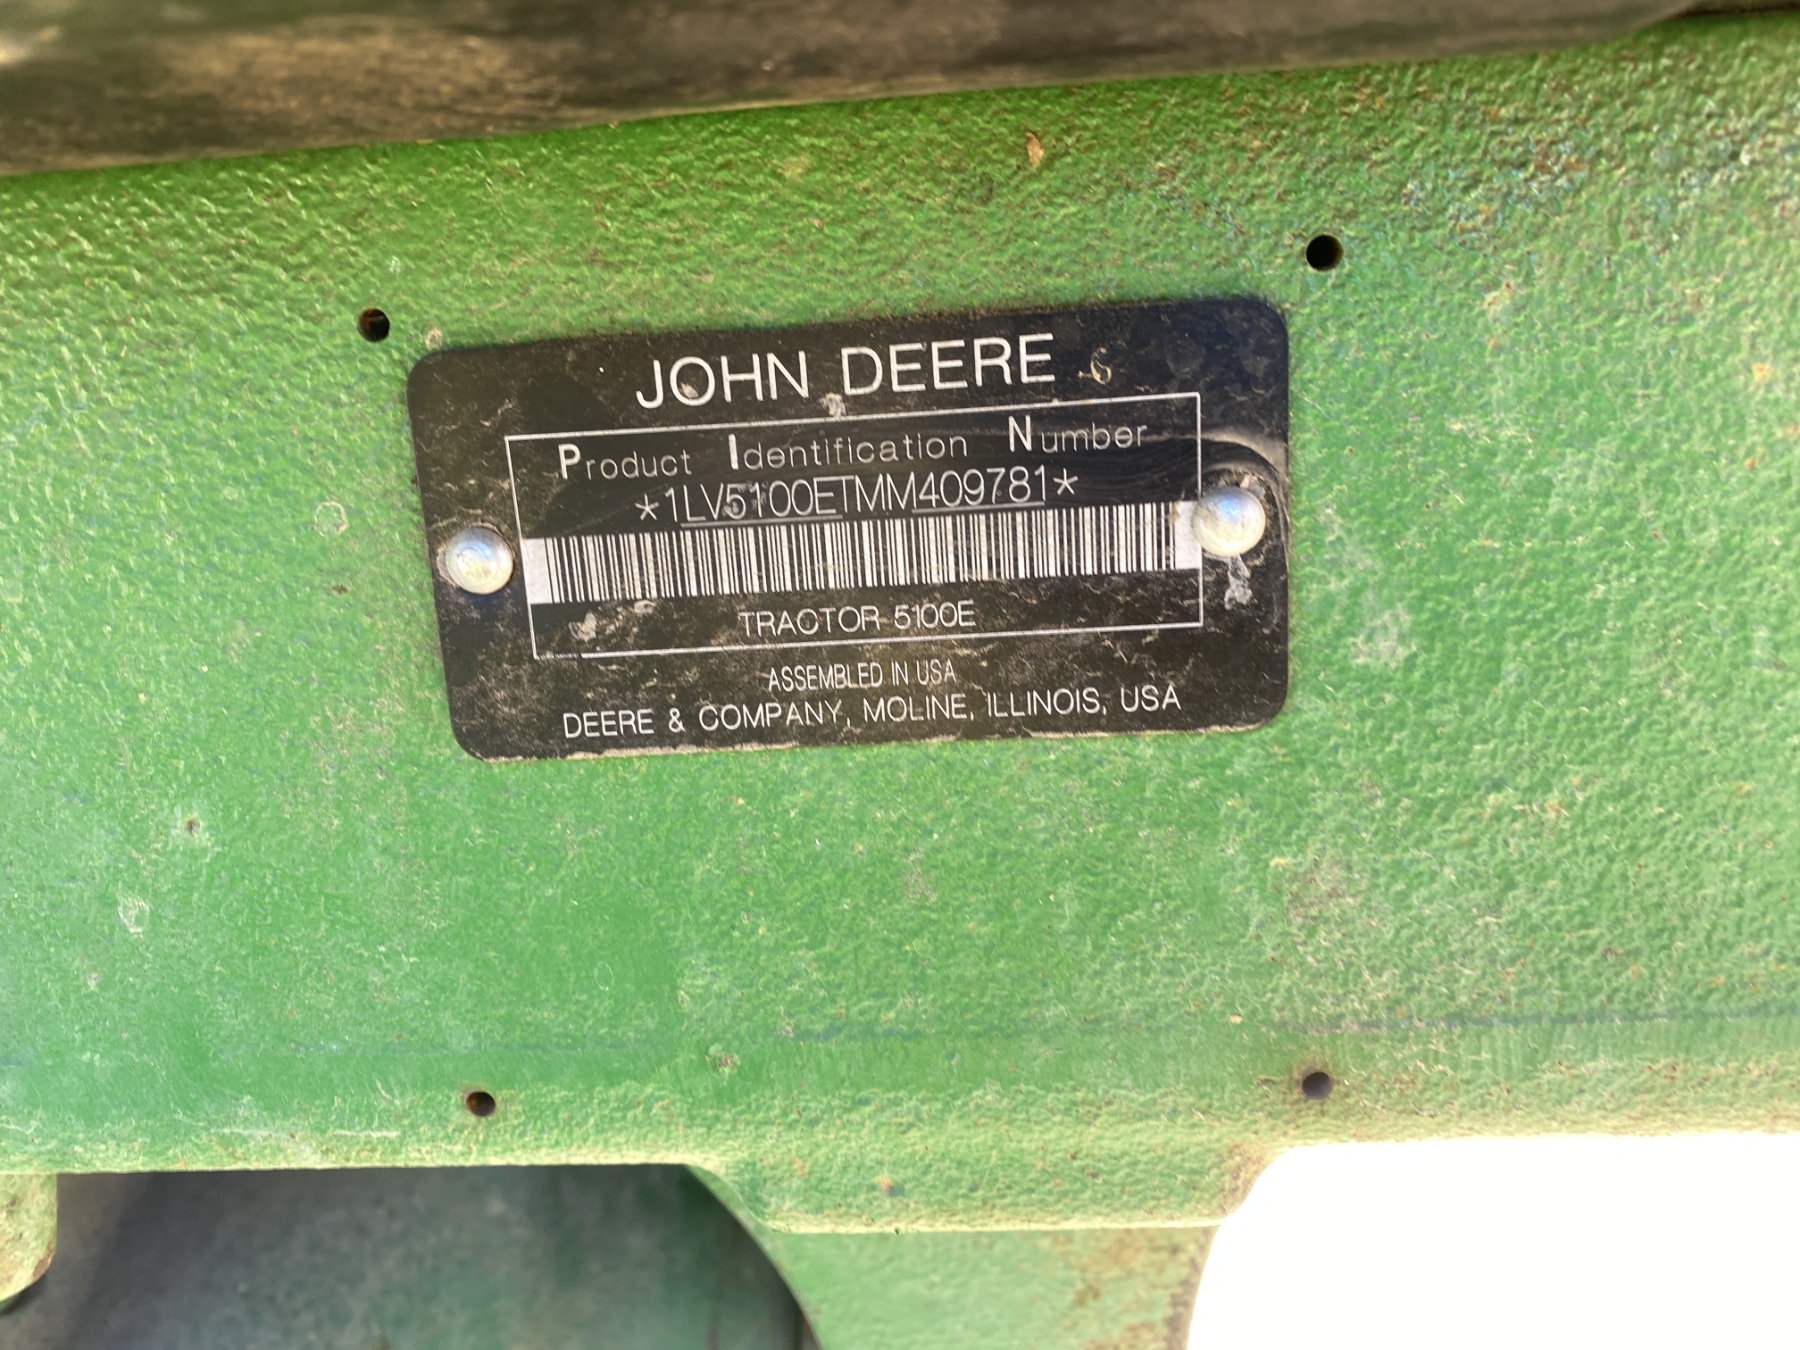 JOHN DEERE
Product Identification Number
*1LV5100ETMM409781*
TRACTOR 5100E
ASSEMBLED IN USA
DEERE & COMPANY, MOLINE, ILLINOIS, USA